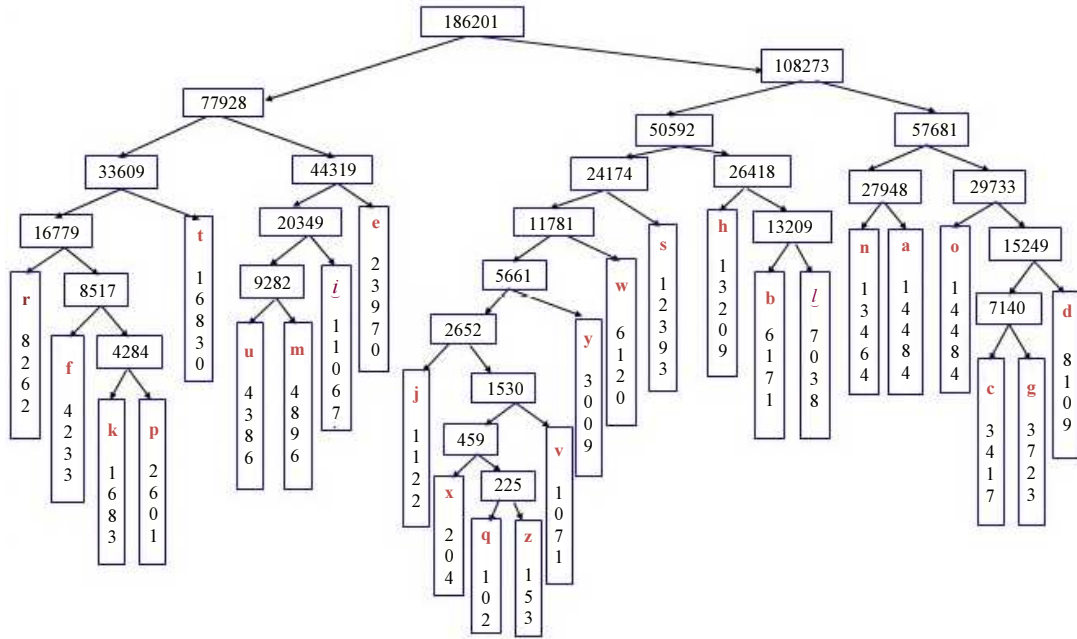 186201
108273
77928
50592
57681
33609
44319
24174
26418
27948
29733
16779
t 16830
20349
e 23970
11781
s 12393
h 13209
13209
n 13464
a 14484
o 14484
15249
r 8262
8517
9282
i 11067
5661
w 6120
b 6171
l 7038
7140
d 8109
f 4233
4284
u 4386
m 4896
2652
y 3009
c 3417
g 3723
k 1683
p 2601
j 1122
1530
459
v 1071
x 204
225
q 102
z 153